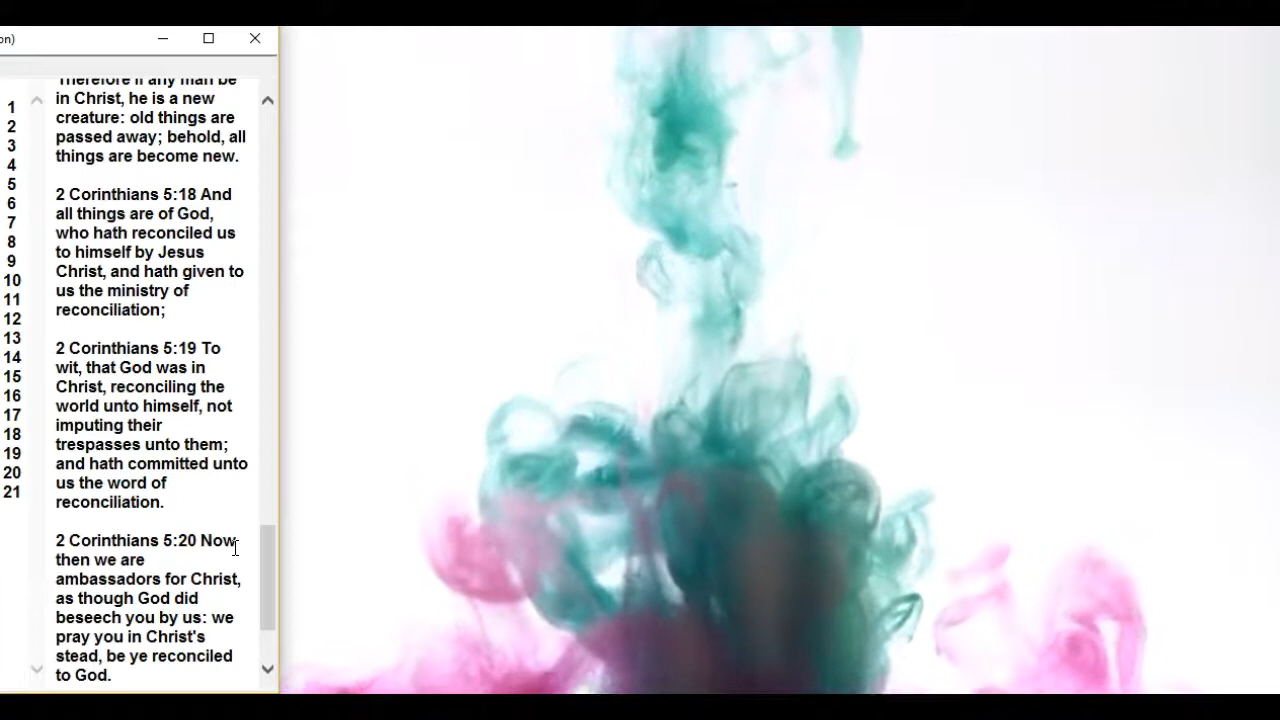 on)
Therefore if any man be
in Christ, he is a new
creature: old things are
passed away; behold, all
things are become new.
2 Corinthians 5:18 And
all things are of God,
who hath reconciled us
to himself by Jesus
Christ, and hath given to
us the ministry of
reconciliation;
2 Corinthians 5:19 To
wit, that God was in
Christ, reconciling the
world unto himself, not
imputing their
trespasses unto them;
and hath committed unto
us the word of
reconciliation.
2 Corinthians 5:20 Now
then we are
ambassadors for Christ,
as though God did
beseech you by us: we
pray you in Christ's
stead, be ye reconciled
to God.
1
2
3
4
5
6
7
8
9
10
11
12
13
14
15
16
17
18
19
20
21